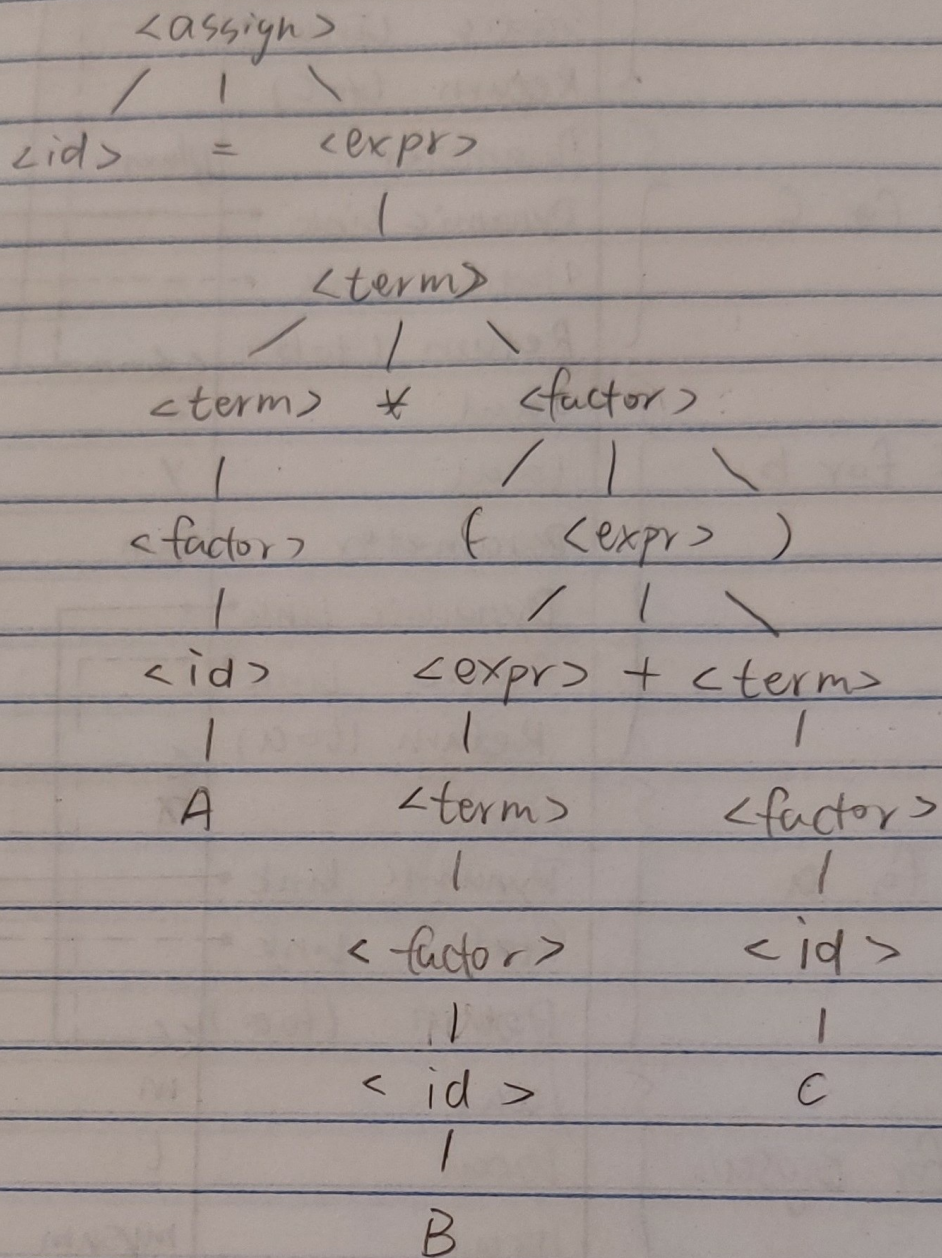 <assign>
/ | \
<id> = <expr>
|
<term>
/ | \
<term> * <factor>
| / | \
<factor> ( <expr> )
| / | \
<id> <expr> + <term>
| | |
A <term> <factor>
| |
<factor> <id>
| |
<id> C
|
B